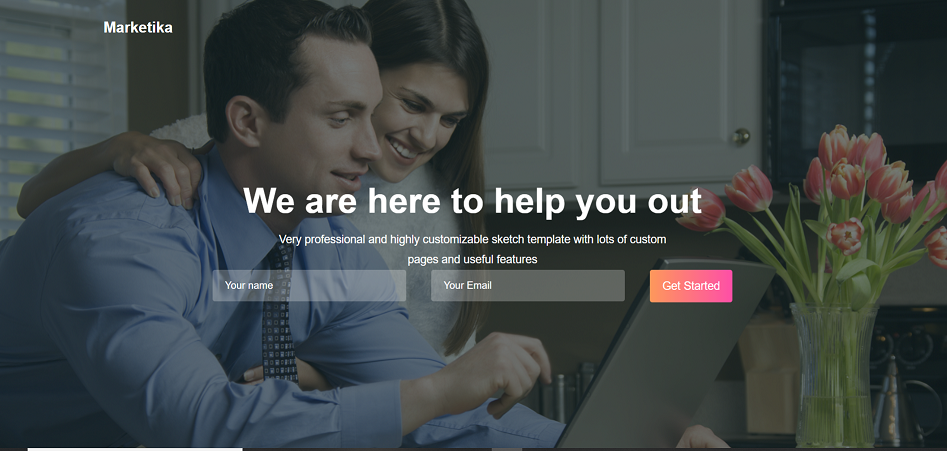 Marketika
We are here to help you out
Very professional and highly customizable sketch template with lots of custom
pages and useful features
Your name
Your Email
Get Started